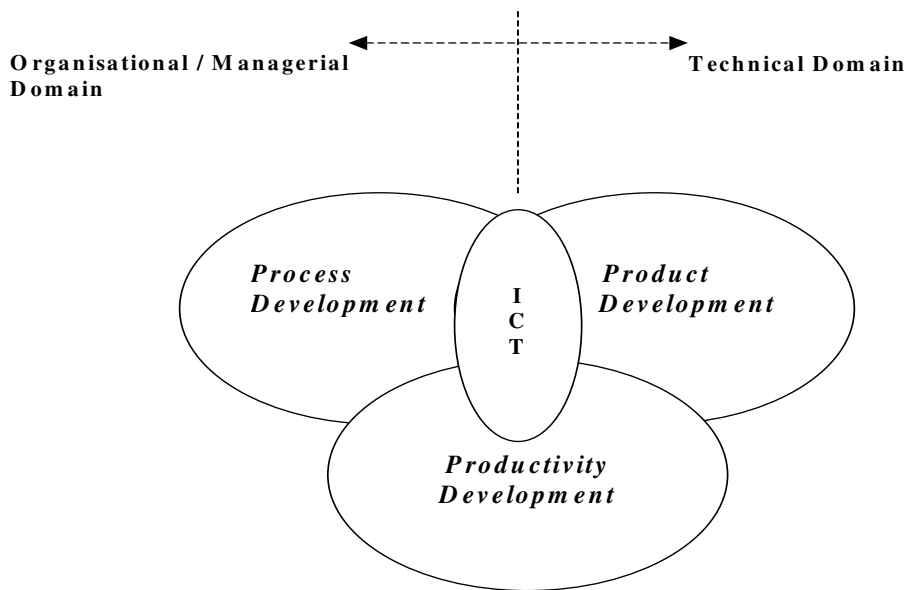 Organisational / Managerial
Domain
Technical Domain
Process
Development
Product
Development
I
C
T
Productivity
Development